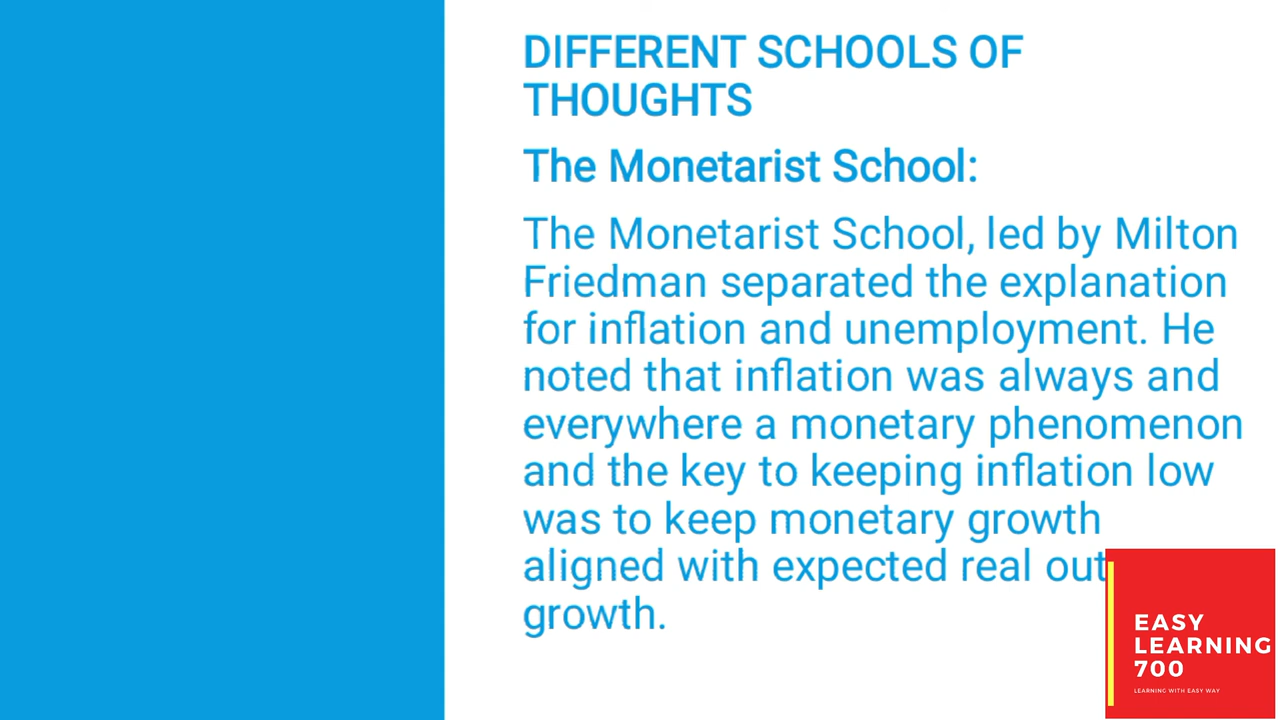 DIFFERENT SCHOOLS OF
THOUGHTS
The Monetarist School:
The Monetarist School, led by Milton
Friedman separated the explanation
for inflation and unemployment. He
noted that inflation was always and
everywhere a monetary phenomenon
and the key to keeping inflation low
was to keep monetary growth
aligned with expected real
growth.
EASY
LEARNING
700
LEARNING WITH EASY WAY